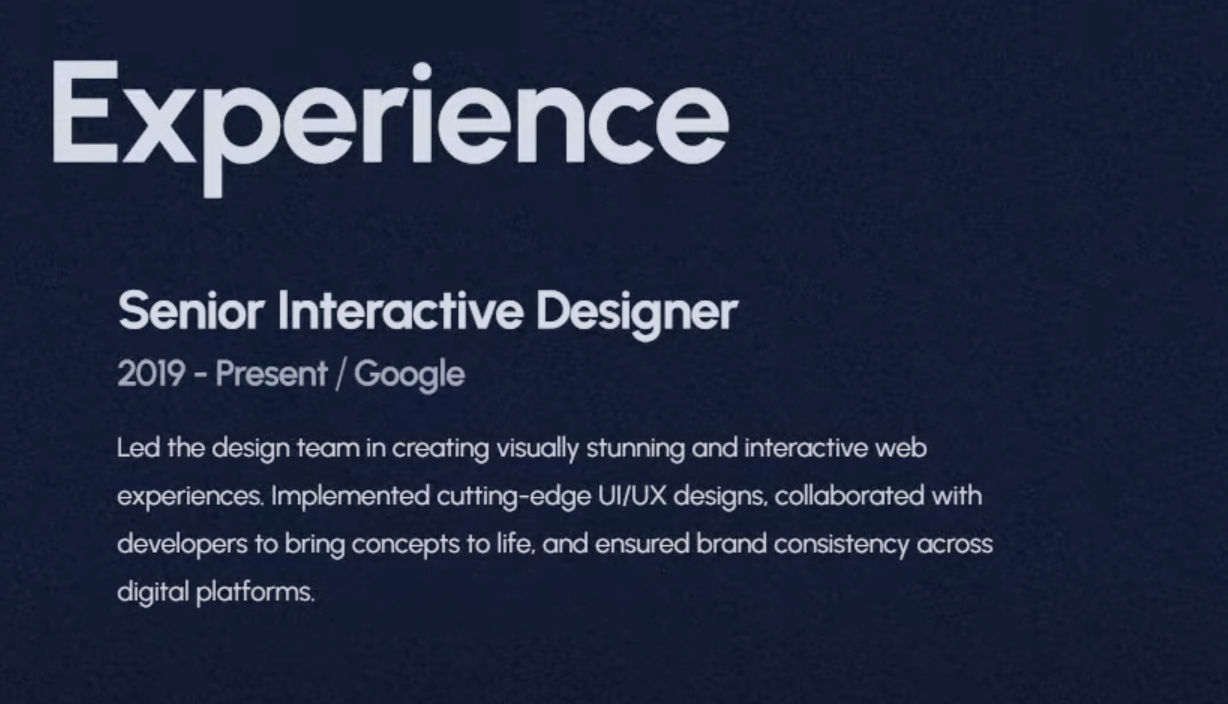 Experience
Senior Interactive Designer
2019 - Present / Google
Led the design team in creating visually stunning and interactive web
experiences. Implemented cutting-edge UI/UX designs, collaborated with
developers to bring concepts to life, and ensured brand consistency across
digital platforms.